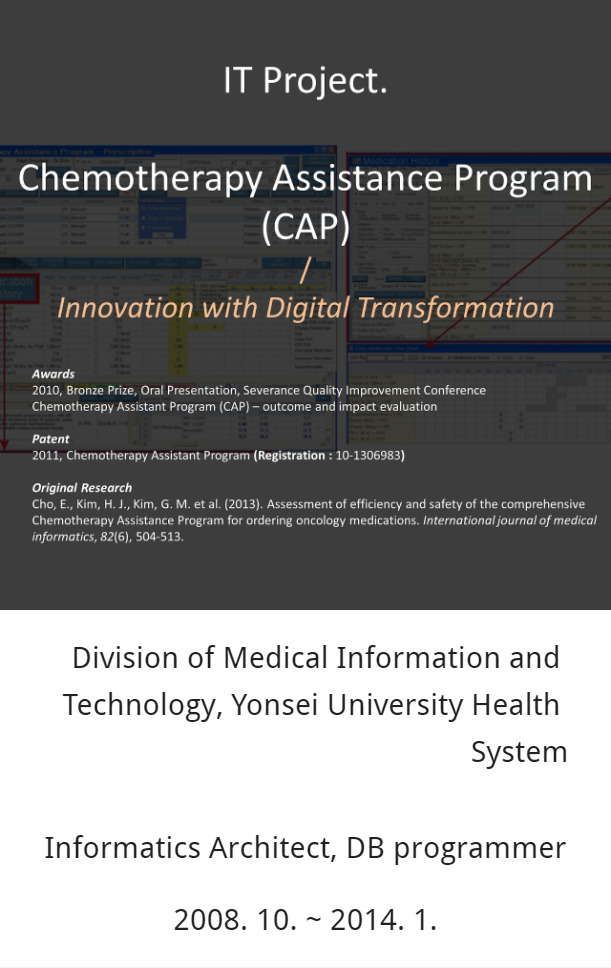 IT Project.
Chemotherapy Assistance Program
(CAP)
/
Innovation with Digital Transformation
Awards
2010, Bronze Prize, Oral Presentation, Severance Quality Improvement Conference
Chemotherapy Assistant Program (CAP) – outcome and impact evaluation
Patent
2011, Chemotherapy Assistant Program (Registration : 10-1306983)
Original Research
Cho, E., Kim, H. J., Kim, G. M. et al. (2013). Assessment of efficiency and safety of the comprehensive
Chemotherapy Assistance Program for ordering oncology medications. International journal of medical
informatics, 82(6), 504-513.
Division of Medical Information and
Technology, Yonsei University Health
System
Informatics Architect, DB programmer
2008. 10. ~ 2014. 1.